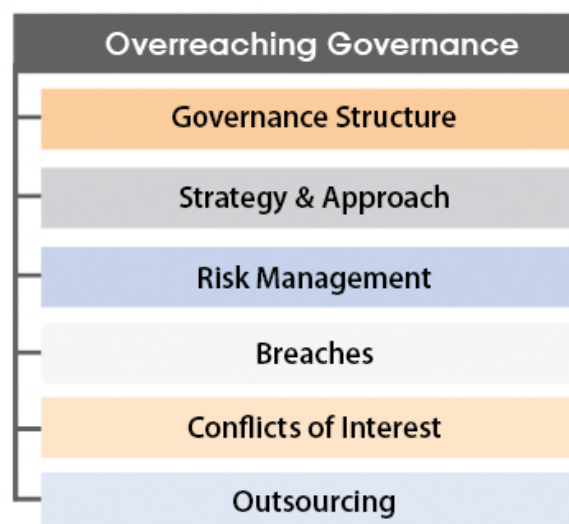 Overreaching Governance
Governance Structure
Strategy & Approach
Risk Management
Breaches
Conflicts of Interest
Outsourcing